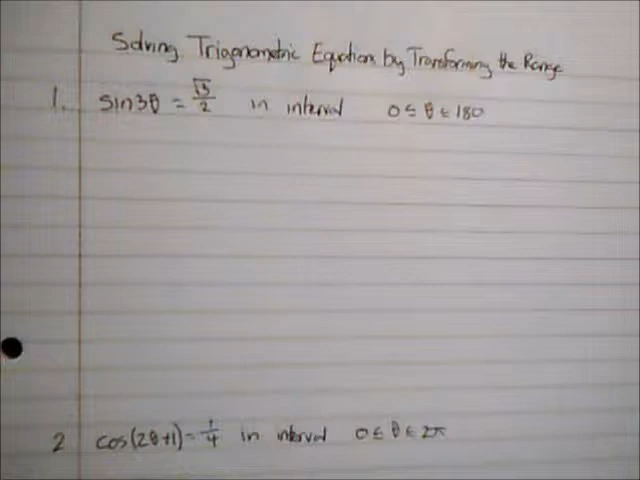 Solving Trigonometric Equations by Transforming the Range
1. sin3θ = √3/2 in interval 0 ≤ θ ≤ 180
2 cos(2θ+1) = 1/4 in interval 0 ≤ θ ≤ 2π